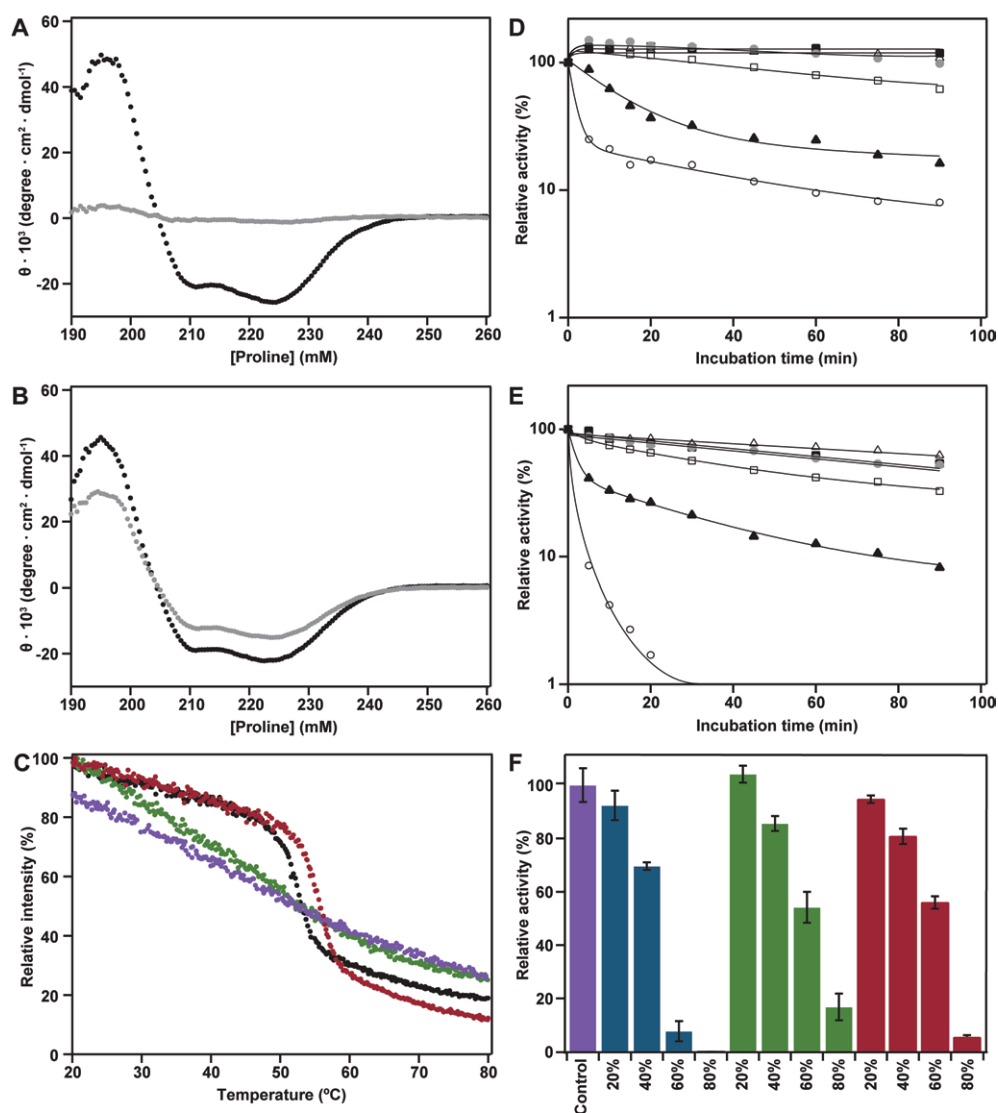 A
60
40
20
0
-20
θ · 10³ (degree · cm² · dmol⁻¹)
190 200 210 220 230 240 250 260
[Proline] (mM)
D
100
10
1
Relative activity (%)
0 20 40 60 80 100
Incubation time (min)
B
60
40
20
0
-20
θ · 10³ (degree · cm² · dmol⁻¹)
190 200 210 220 230 240 250 260
[Proline] (mM)
E
100
10
1
Relative activity (%)
0 20 40 60 80 100
Incubation time (min)
C
100
80
60
40
20
0
Relative intensity (%)
20 30 40 50 60 70 80
Temperature (ºC)
F
100
80
60
40
20
0
Relative activity (%)
Control 20% 40% 60% 80% 20% 40% 60% 80% 20% 40% 60% 80%